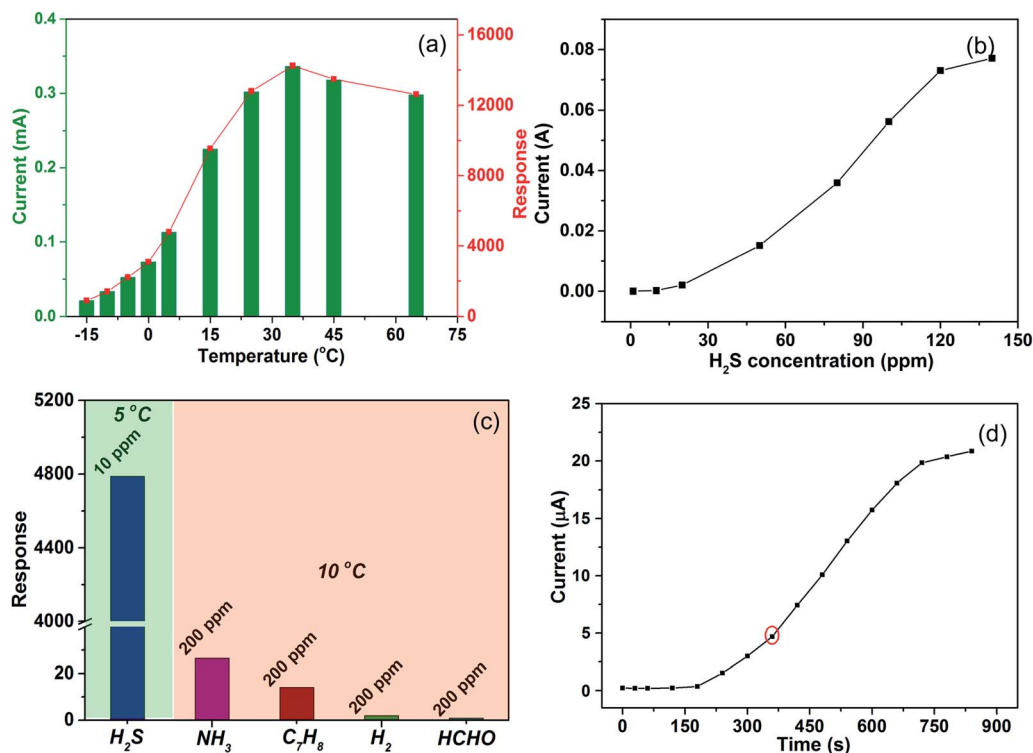 (a)
0.4
0.3
0.2
0.1
0.0
Current (mA)
16000
12000
8000
4000
0
Response
-15 0 15 30 45 60 75
Temperature (°C)
(b)
0.08
0.06
0.04
0.02
0.00
Current (A)
0 30 60 90 120 150
H₂S concentration (ppm)
(c)
5200
4800
4400
4000
20
0
Response
5 °C
10 ppm
10 °C
200 ppm
200 ppm
200 ppm
200 ppm
H₂S NH₃ C₇H₈ H₂ HCHO
(d)
25
20
15
10
5
0
Current (μA)
0 150 300 450 600 750 900
Time (s)